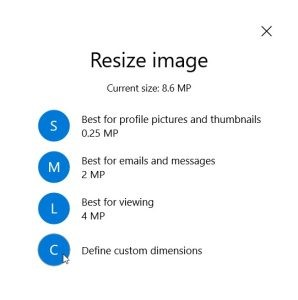 Resize image
Current size: 8.6 MP
S
Best for profile pictures and thumbnails
0.25 MP
M
Best for emails and messages
2 MP
L
Best for viewing
4 MP
C
Define custom dimensions